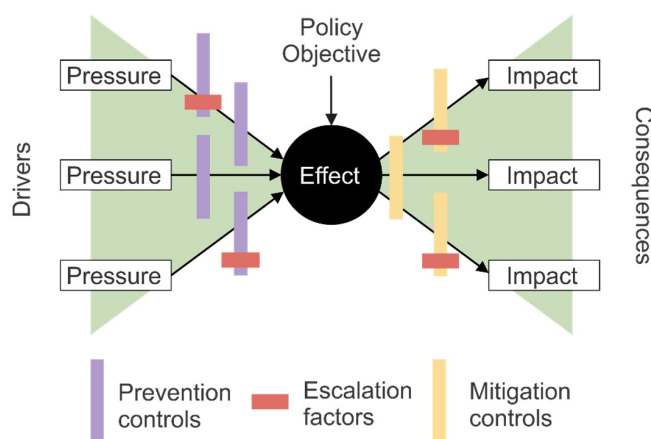 Policy
Objective
Pressure
Impact
Drivers
Pressure
Effect
Impact
Consequences
Pressure
Impact
Prevention
controls
Escalation
factors
Mitigation
controls